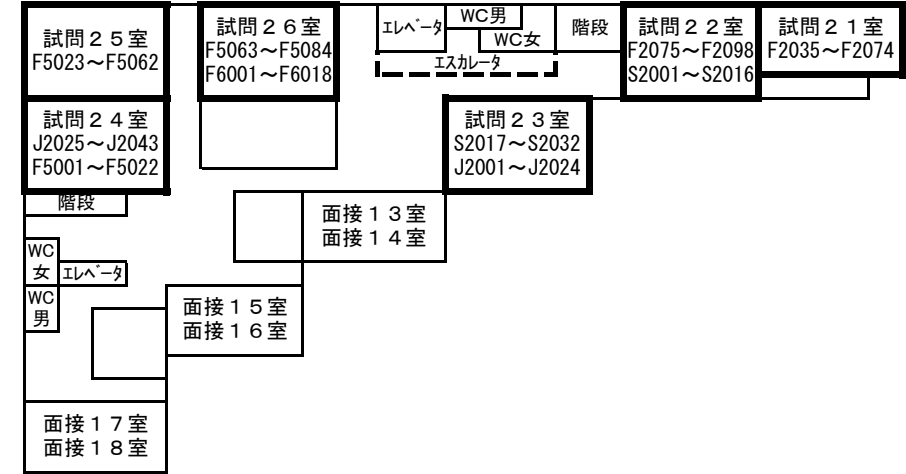 試問２５室
F5023～F5062
試問２６室
F5063～F5084
F6001～F6018
エレベータ
WC男
WC女
エスカレータ
階段
試問２２室
F2075～F2098
S2001～S2016
試問２１室
F2035～F2074
試問２４室
J2025～J2043
F5001～F5022
試問２３室
S2017～S2032
J2001～J2024
階段
面接１３室
面接１４室
WC
女
エレベータ
WC
男
面接１５室
面接１６室
面接１７室
面接１８室